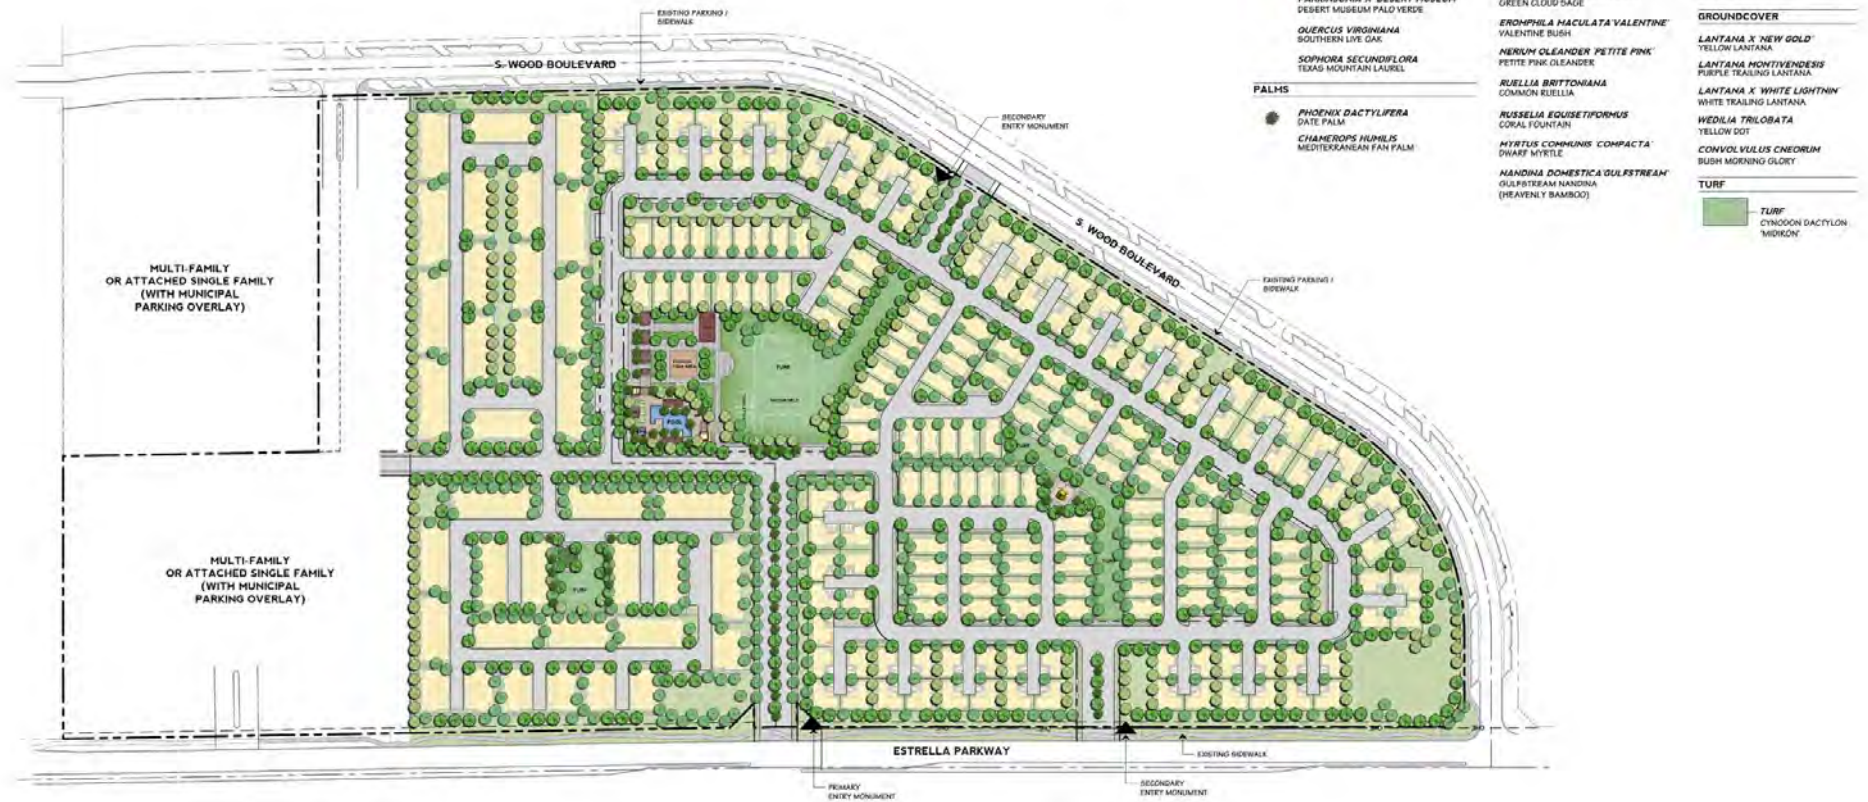 EXISTING PARKING /
SIDEWALK
S. WOOD BOULEVARD
SECONDARY
ENTRY MONUMENT
S. WOOD BOULEVARD
EXISTING PARKING /
SIDEWALK
MULTI-FAMILY
OR ATTACHED SINGLE FAMILY
(WITH MUNICIPAL
PARKING OVERLAY)
TURF
POOL
TURF
MULTI-FAMILY
OR ATTACHED SINGLE FAMILY
(WITH MUNICIPAL
PARKING OVERLAY)
TURF
ESTRELLA PARKWAY
EXISTING SIDEWALK
PRIMARY
ENTRY MONUMENT
SECONDARY
ENTRY MONUMENT
DESERT MUSEUM PALO VERDE
QUERCUS VIRGINIANA
SOUTHERN LIVE OAK
SOPHORA SECUNDIFLORA
TEXAS MOUNTAIN LAUREL
PALMS
PHOENIX DACTYLIFERA
DATE PALM
CHAMEROPS HUMILIS
MEDITERRANEAN FAN PALM
GREEN CLOUD SAGE
EROMPHILA MACULATA 'VALENTINE'
VALENTINE BUSH
NERIUM OLEANDER 'PETITE PINK'
PETITE PINK OLEANDER
RUELLIA BRITTONIANA
COMMON RUELLIA
RUSSELIA EQUISETIFORMUS
CORAL FOUNTAIN
MYRTUS COMMUNIS 'COMPACTA'
DWARF MYRTLE
NANDINA DOMESTICA 'GULFSTREAM'
GULFSTREAM NANDINA
(HEAVENLY BAMBOO)
GROUNDCOVER
LANTANA X 'NEW GOLD'
YELLOW LANTANA
LANTANA MONTIVENDESIS
PURPLE TRAILING LANTANA
LANTANA X 'WHITE LIGHTNIN'
WHITE TRAILING LANTANA
WEDILIA TRILOBATA
YELLOW DOT
CONVOLVULUS CNEORUM
BUSH MORNING GLORY
TURF
TURF
CYNODON DACTYLON
'MIDIRON'